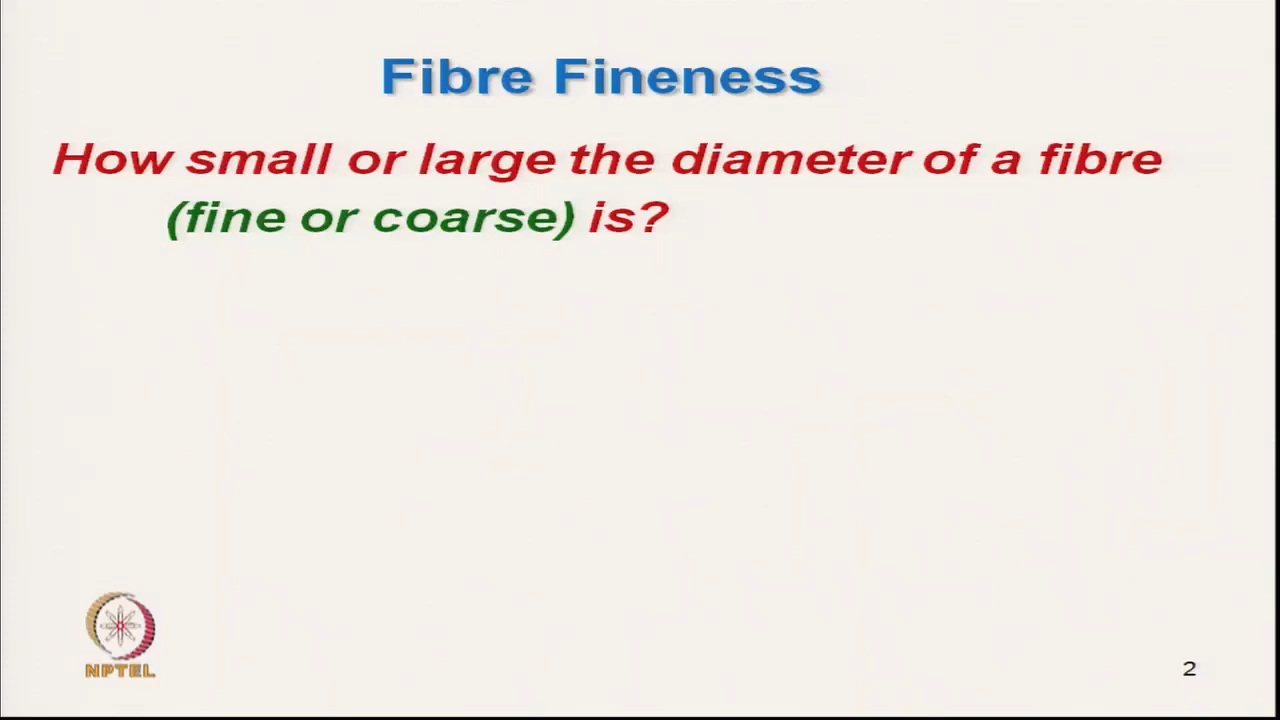 Fibre Fineness
How small or large the diameter of a fibre
(fine or coarse) is?
NPTEL
2